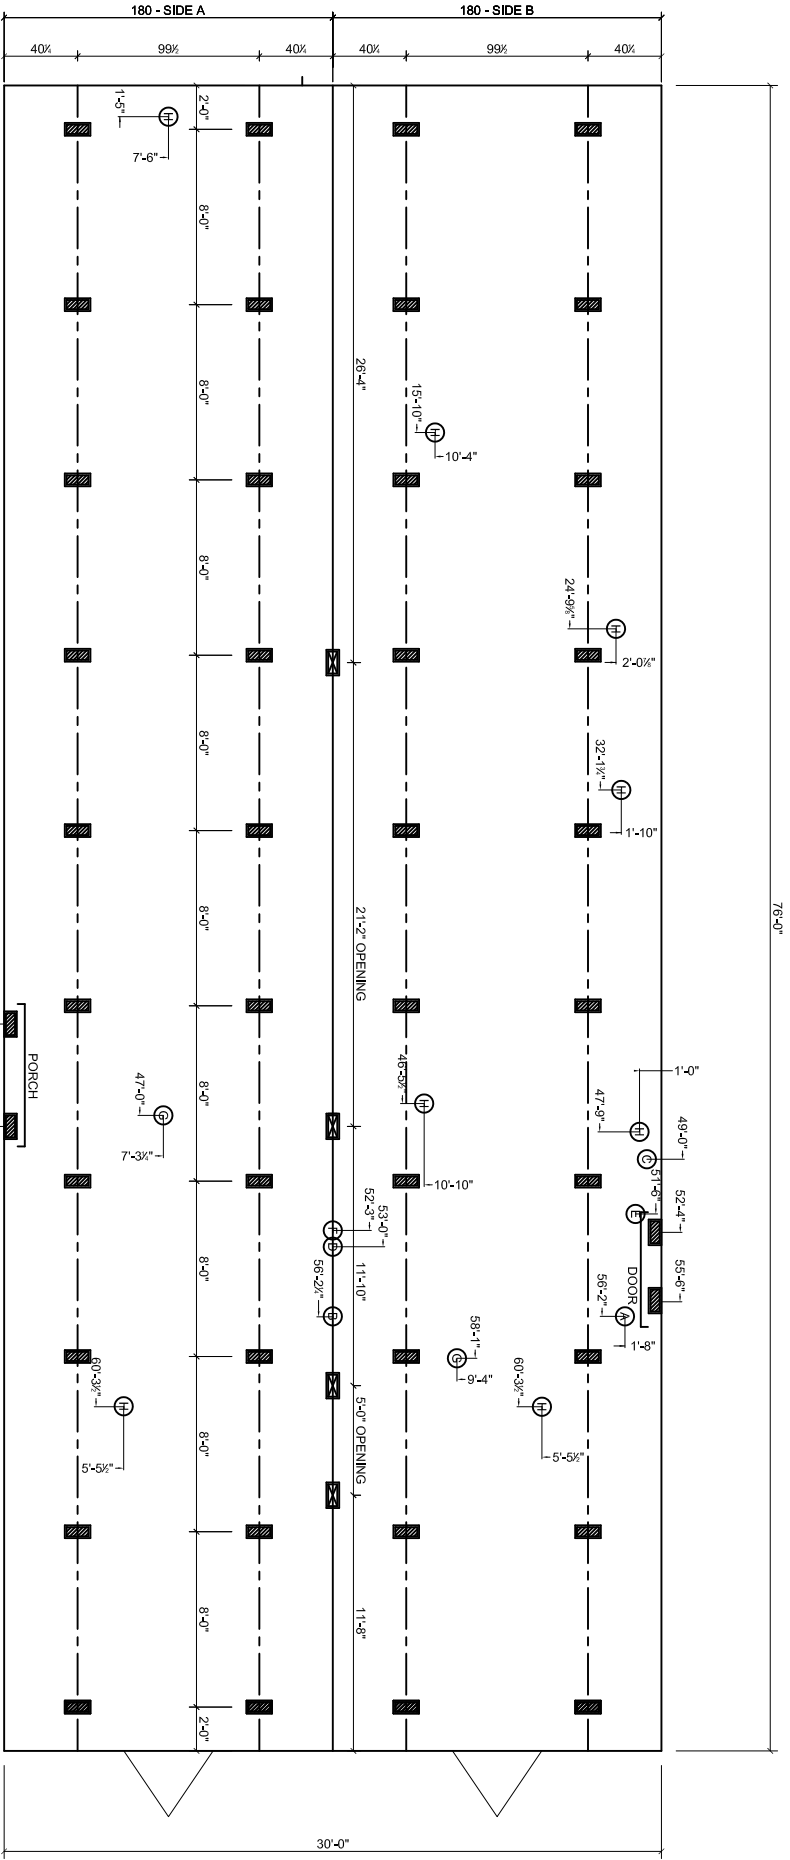 180 - SIDE A
180 - SIDE B
40¼
99½
40¼
40¼
99½
40¼
1'-5"
H
7'-6"
2'-0"
8'-0"
8'-0"
26'-4"
15'-10"
H
10'-4"
8'-0"
24'-9⅝"
H
2'-0⅞"
8'-0"
32'-1¾"
H
1'-10"
76'-0"
8'-0"
21'-2" OPENING
PORCH
47'-0"
G
7'-3¼"
8'-0"
46'-5½"
H
10'-10"
1'-0"
47'-9"
H
49'-0"
C
51'-6"
E
52'-4"
DOOR
55'-6"
52'-3"
F
53'-0"
D
11'-10"
56'-2¼"
B
56'-2"
A
1'-8"
8'-0"
58'-1"
G
9'-4"
60'-3½"
H
5'-5½"
60'-3½"
H
5'-5½"
8'-0"
5'-0" OPENING
8'-0"
11'-8"
2'-0"
30'-0"